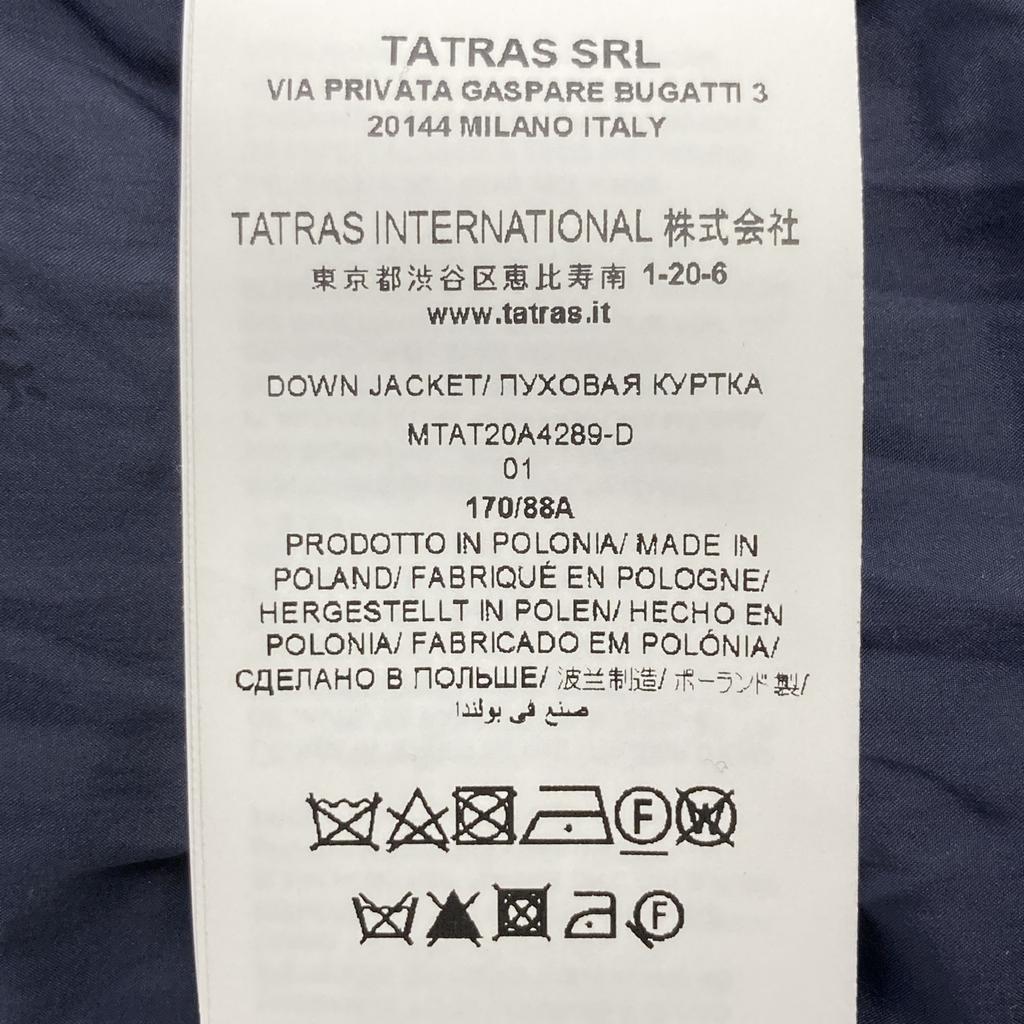 TATRAS SRL
VIA PRIVATA GASPARE BUGATTI 3
20144 MILANO ITALY
TATRAS INTERNATIONAL 株式会社
東京都渋谷区恵比寿南 1-20-6
www.tatras.it
DOWN JACKET/ ПУХОВАЯ КУРТКА
MTAT20A4289-D
01
170/88A
PRODOTTO IN POLONIA/ MADE IN
POLAND/ FABRIQUÉ EN POLOGNE/
HERGESTELLT IN POLEN/ HECHO EN
POLONIA/ FABRICADO EM POLÓNIA/
СДЕЛАНО В ПОЛЬШЕ/ 波兰制造/ ポーランド製/
صنع في بولندا
F W
F